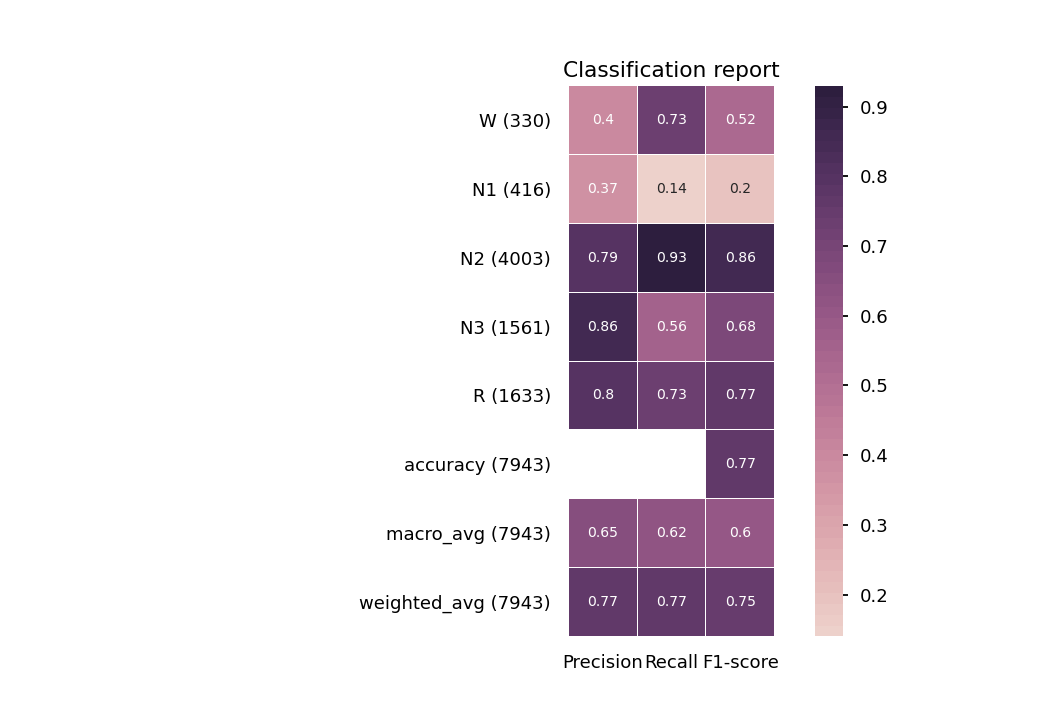 Classification report
W (330) 0.4 0.73 0.52 0.9
N1 (416) 0.37 0.14 0.2 0.8
N2 (4003) 0.79 0.93 0.86 0.7
N3 (1561) 0.86 0.56 0.68 0.6
R (1633) 0.8 0.73 0.77 0.5
accuracy (7943) 0.77 0.4
macro_avg (7943) 0.65 0.62 0.6 0.3
weighted_avg (7943) 0.77 0.77 0.75 0.2
Precision Recall F1-score